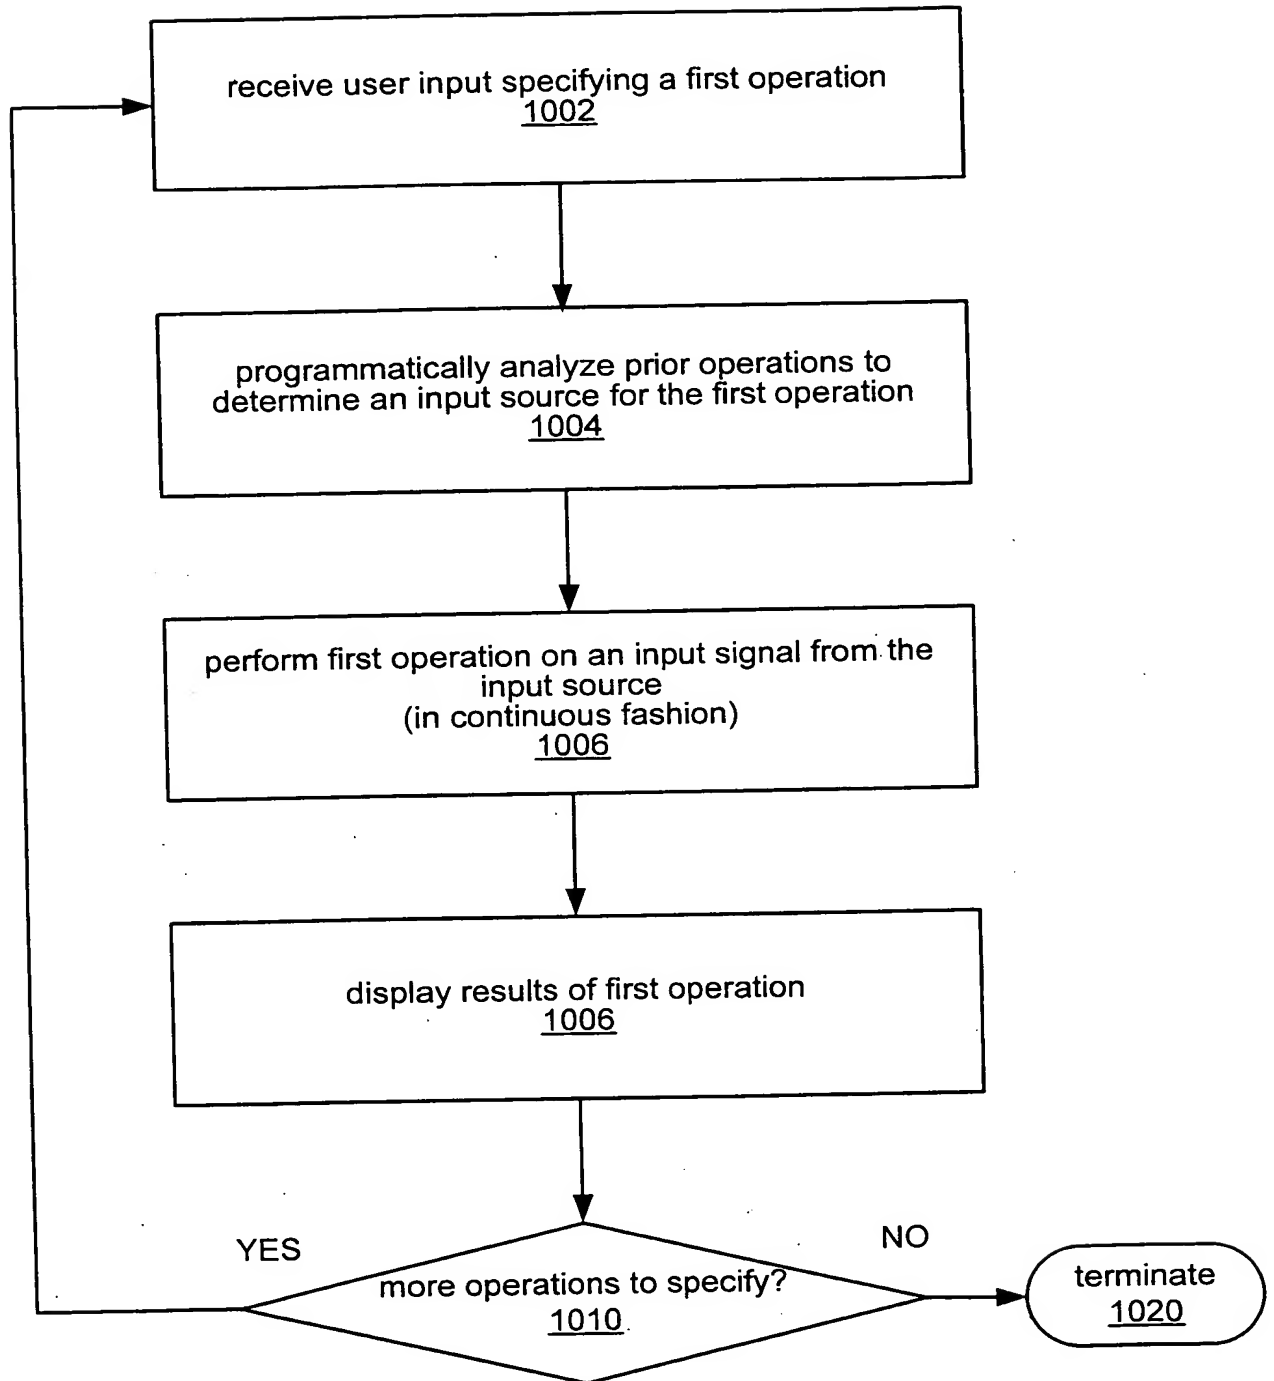 receive user input specifying a first operation
1002
programmatically analyze prior operations to
determine an input source for the first operation
1004
perform first operation on an input signal from the
input source
(in continuous fashion)
1006
display results of first operation
1006
YES
NO
more operations to specify?
1010
terminate
1020